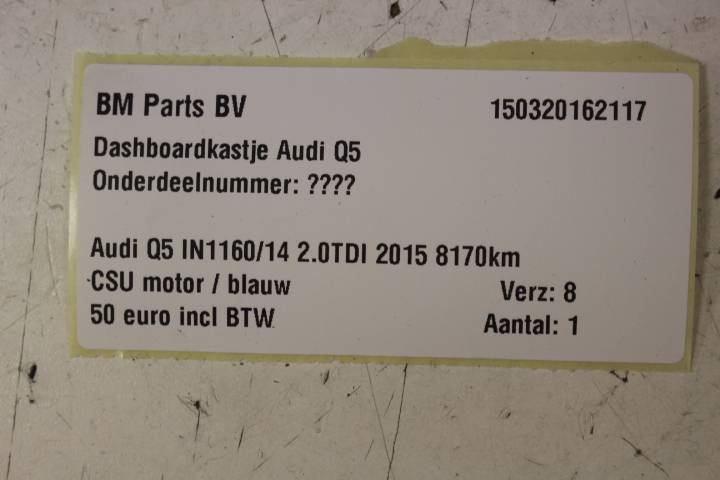 BM Parts BV 150320162117
Dashboardkastje Audi Q5
Onderdeelnummer: ????
Audi Q5 IN1160/14 2.0TDI 2015 8170km
CSU motor / blauw Verz: 8
50 euro incl BTW Aantal: 1